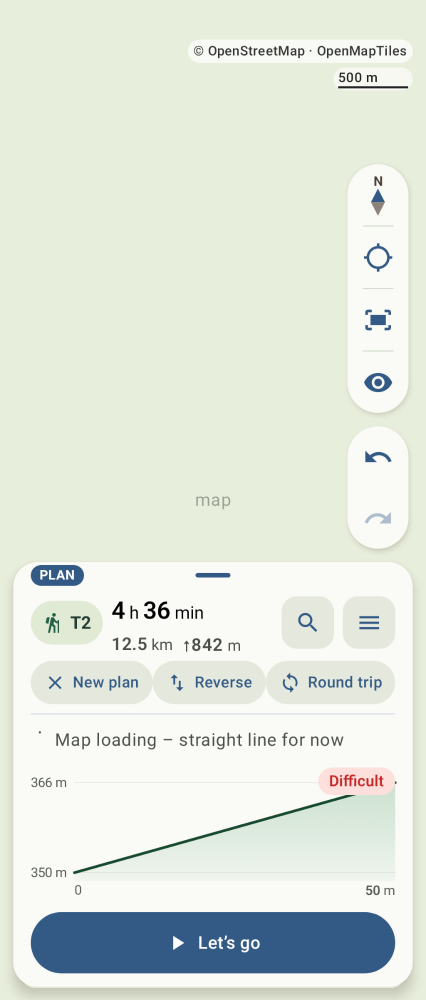 © OpenStreetMap · OpenMapTiles
500 m
N
map
PLAN
T2
4 h 36 min
12.5 km ↑842 m
New plan
Reverse
Round trip
Map loading – straight line for now
366 m
Difficult
350 m
0
50 m
Let's go